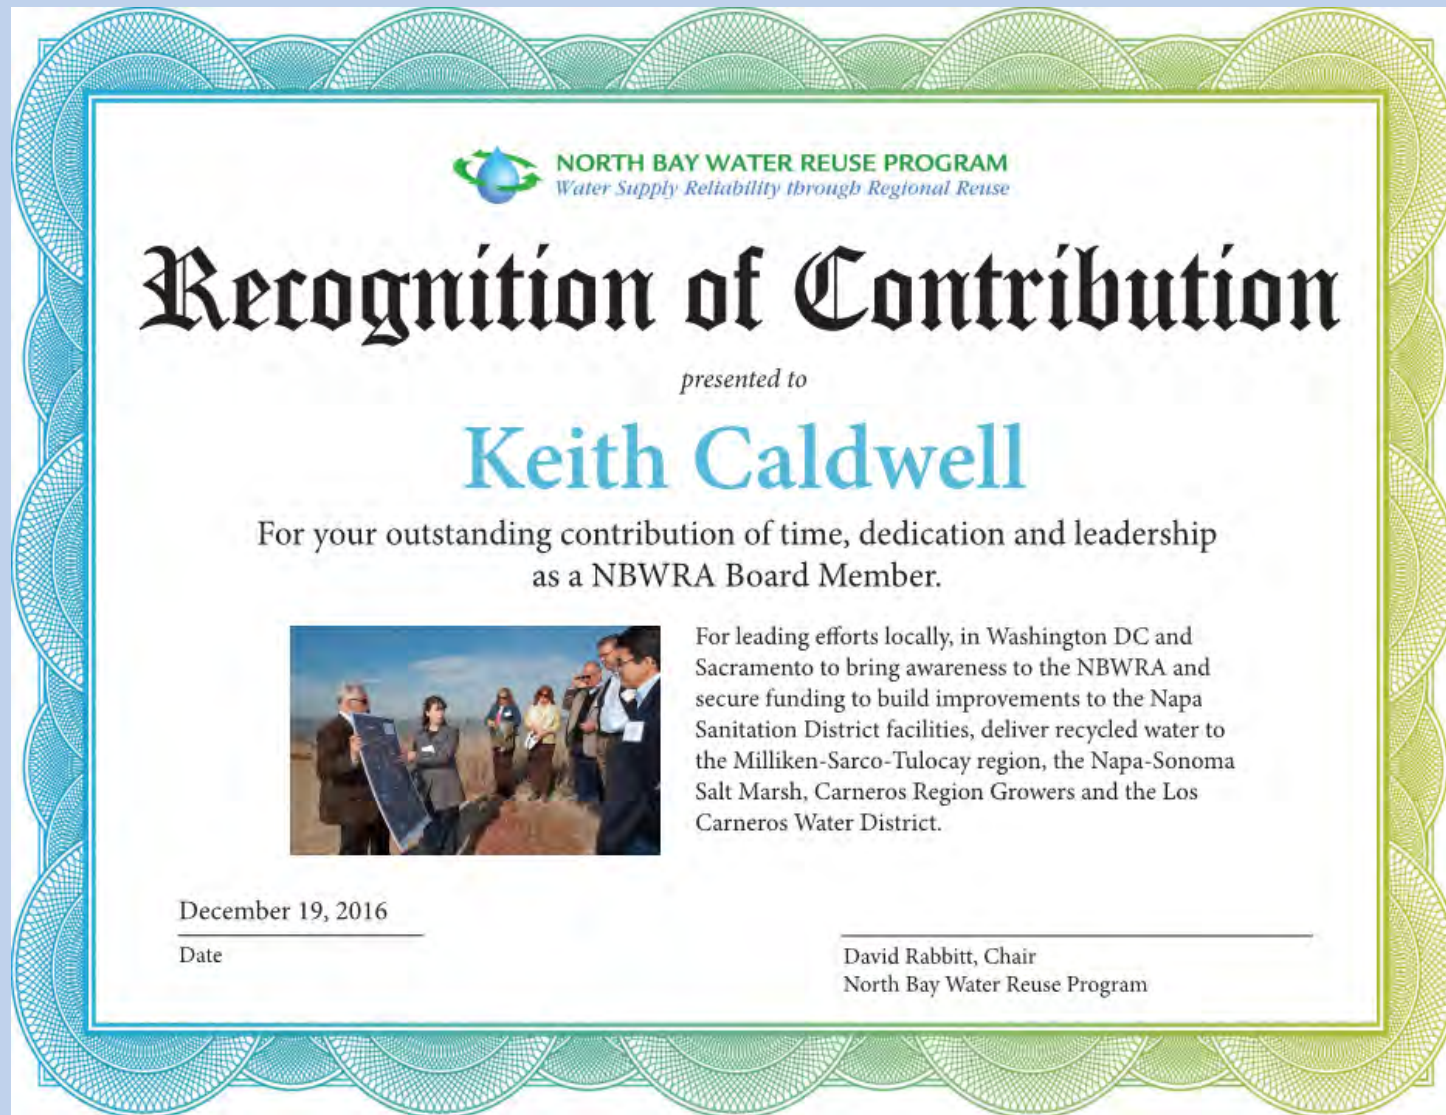 NORTH BAY WATER REUSE PROGRAM
Water Supply Reliability through Regional Reuse
Recognition of Contribution
presented to
Keith Caldwell
For your outstanding contribution of time, dedication and leadership
as a NBWRA Board Member.
For leading efforts locally, in Washington DC and
Sacramento to bring awareness to the NBWRA and
secure funding to build improvements to the Napa
Sanitation District facilities, deliver recycled water to
the Milliken-Sarco-Tulocay region, the Napa-Sonoma
Salt Marsh, Carneros Region Growers and the Los
Carneros Water District.
December 19, 2016
Date
David Rabbitt, Chair
North Bay Water Reuse Program